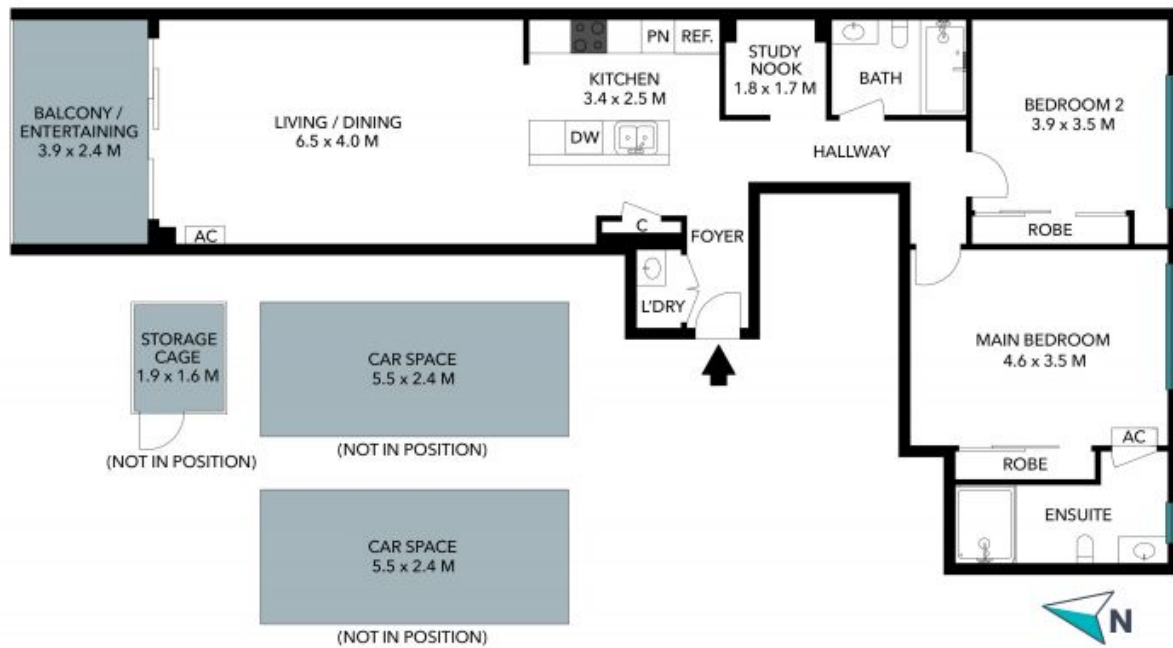 BALCONY /
ENTERTAINING
3.9 x 2.4 M
LIVING / DINING
6.5 x 4.0 M
AC
KITCHEN
3.4 x 2.5 M
PN
REF.
DW
STUDY
NOOK
1.8 x 1.7 M
BATH
HALLWAY
BEDROOM 2
3.9 x 3.5 M
ROBE
C
FOYER
L'DRY
MAIN BEDROOM
4.6 x 3.5 M
AC
ROBE
ENSUITE
STORAGE
CAGE
1.9 x 1.6 M
(NOT IN POSITION)
CAR SPACE
5.5 x 2.4 M
(NOT IN POSITION)
CAR SPACE
5.5 x 2.4 M
(NOT IN POSITION)
N